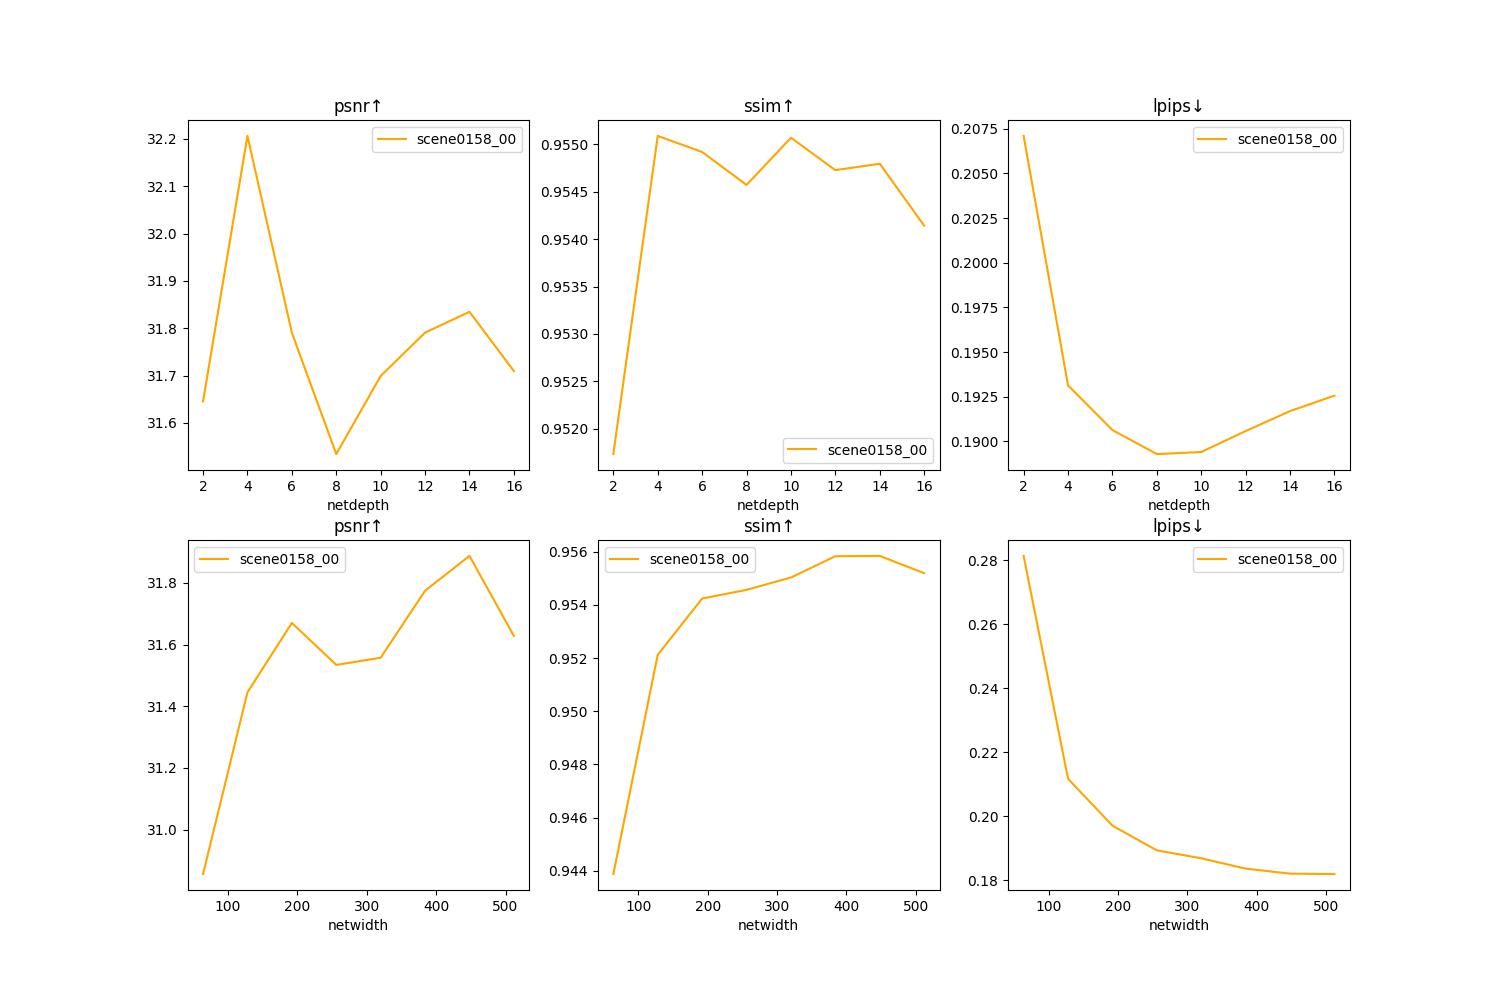 psnr↑
ssim↑
lpips↓
32.2
32.1
32.0
31.9
31.8
31.7
31.6
scene0158_00
2 4 6 8 10 12 14 16
netdepth
0.9550
0.9545
0.9540
0.9535
0.9530
0.9525
0.9520
scene0158_00
2 4 6 8 10 12 14 16
netdepth
0.2075
0.2050
0.2025
0.2000
0.1975
0.1950
0.1925
0.1900
scene0158_00
2 4 6 8 10 12 14 16
netdepth
psnr↑
ssim↑
lpips↓
31.8
31.6
31.4
31.2
31.0
scene0158_00
100 200 300 400 500
netwidth
0.956
0.954
0.952
0.950
0.948
0.946
0.944
scene0158_00
100 200 300 400 500
netwidth
0.28
0.26
0.24
0.22
0.20
0.18
scene0158_00
100 200 300 400 500
netwidth